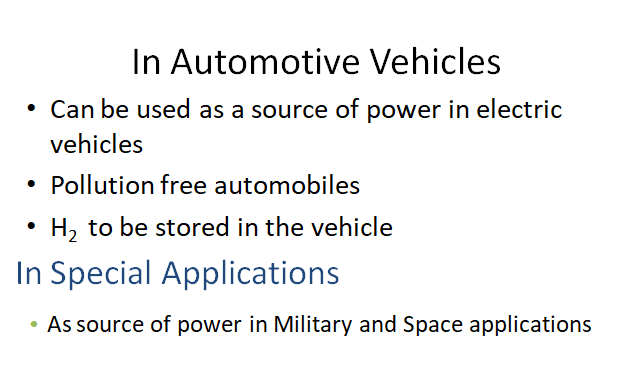 In Automotive Vehicles
• Can be used as a source of power in electric
vehicles
• Pollution free automobiles
• H₂ to be stored in the vehicle
In Special Applications
• As source of power in Military and Space applications